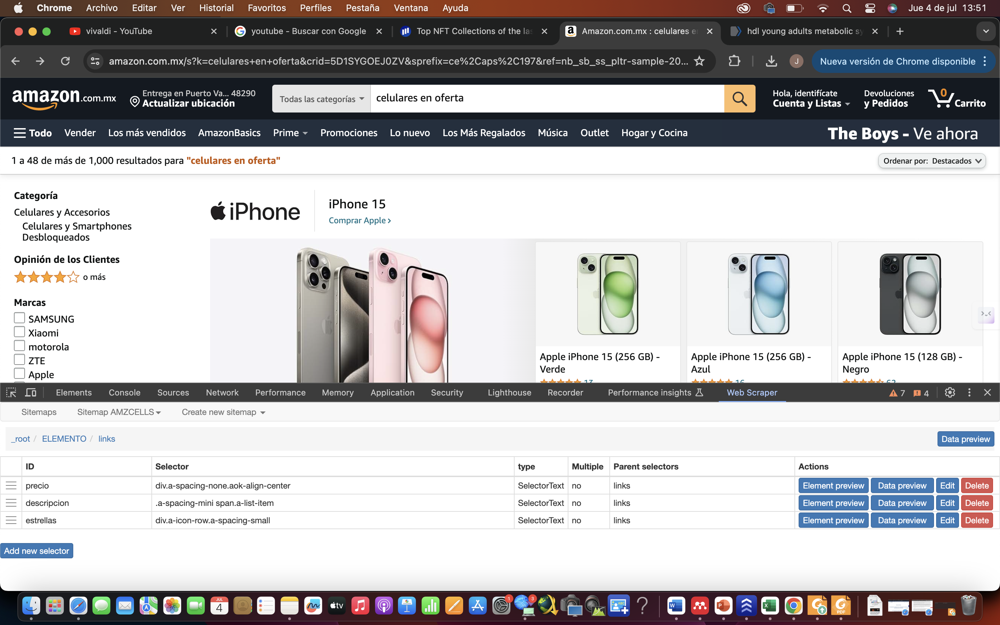 Chrome Archivo Editar Ver Historial Favoritos Perfiles Pestaña Ventana Ayuda Jue 4 de jul 13:51
vivaldi - YouTube youtube - Buscar con Google Top NFT Collections of the las Amazon.com.mx : celulares e hdl young adults metabolic sy
amazon.com.mx/s?k=celulares+en+oferta&crid=5D1SYGOEJ0ZV&sprefix=ce%2Caps%2C197&ref=nb_sb_ss_pltr-sample-20... J Nueva versión de Chrome disponible
amazon.com.mx
Entrega en Puerto Va... 48290
Actualizar ubicación
Todas las categorías
celulares en oferta
Hola, identifícate
Cuenta y Listas
Devoluciones
y Pedidos
0
Carrito
Todo Vender Los más vendidos AmazonBasics Prime Promociones Lo nuevo Los Más Regalados Música Outlet Hogar y Cocina The Boys - Ve ahora
1 a 48 de más de 1,000 resultados para "celulares en oferta"
Ordenar por: Destacados
Categoría
Celulares y Accesorios
Celulares y Smartphones
Desbloqueados
Opinión de los Clientes
o más
Marcas
SAMSUNG
Xiaomi
motorola
ZTE
Apple
iPhone
iPhone 15
Comprar Apple
Apple iPhone 15 (256 GB) -
Verde
13
Apple iPhone 15 (256 GB) -
Azul
16
Apple iPhone 15 (128 GB) -
Negro
62
Elements Console Sources Network Performance Memory Application Security Lighthouse Recorder Performance insights Web Scraper 7 4
Sitemaps Sitemap AMZCELLS Create new sitemap
_root / ELEMENTO / links Data preview
ID Selector type Multiple Parent selectors Actions
precio div.a-spacing-none.aok-align-center SelectorText no links Element preview Data preview Edit Delete
descripcion .a-spacing-mini span.a-list-item SelectorText no links Element preview Data preview Edit Delete
estrellas div.a-icon-row.a-spacing-small SelectorText no links Element preview Data preview Edit Delete
Add new selector
JUL
4
tv
1
3
ABC
W
P
X
PDF